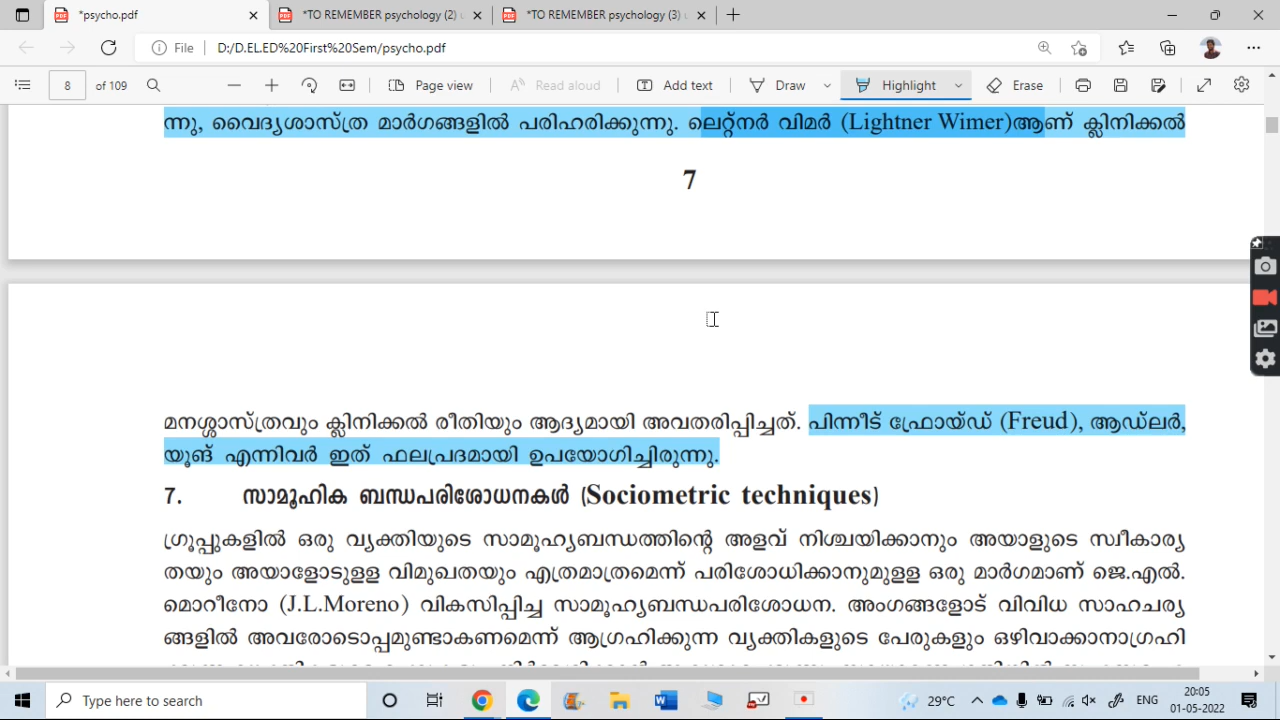 *psycho.pdf
*TO REMEMBER psychology (2)
*TO REMEMBER psychology (3)
File
D:/D.EL.ED%20First%20Sem/psycho.pdf
8 of 109
Page view
Read aloud
Add text
Draw
Highlight
Erase
ന്നു, വൈദ്യശാസ്ത്ര മാർഗങ്ങളിൽ പരിഹരിക്കുന്നു. ലെറ്റ്നർ വിമർ (Lightner Wimer)ആണ് ക്ലിനിക്കൽ
7
മനശ്ശാസ്ത്രവും ക്ലിനിക്കൽ രീതിയും ആദ്യമായി അവതരിപ്പിച്ചത്. പിന്നീട് ഫ്രോയ്ഡ് (Freud), ആഡ്ലർ,
യൂങ് എന്നിവർ ഇത് ഫലപ്രദമായി ഉപയോഗിച്ചിരുന്നു.
7. സാമൂഹിക ബന്ധപരിശോധനകൾ (Sociometric techniques)
ഗ്രൂപ്പുകളിൽ ഒരു വ്യക്തിയുടെ സാമൂഹ്യബന്ധത്തിന്റെ അളവ് നിശ്ചയിക്കാനും അയാളുടെ സ്വീകാര്യ
തയും അയാളോടുള്ള വിമുഖതയും എത്രമാത്രമെന്ന് പരിശോധിക്കാനുമുള്ള ഒരു മാർഗമാണ് ജെ.എൽ.
മൊറീനോ (J.L.Moreno) വികസിപ്പിച്ച സാമൂഹ്യബന്ധപരിശോധന. അംഗങ്ങളോട് വിവിധ സാഹചര്യ
ങ്ങളിൽ അവരോടൊപ്പമുണ്ടാകണമെന്ന് ആഗ്രഹിക്കുന്ന വ്യക്തികളുടെ പേരുകളും ഒഴിവാക്കാനാഗ്രഹി
Type here to search
29°C
ENG
20:05
01-05-2022